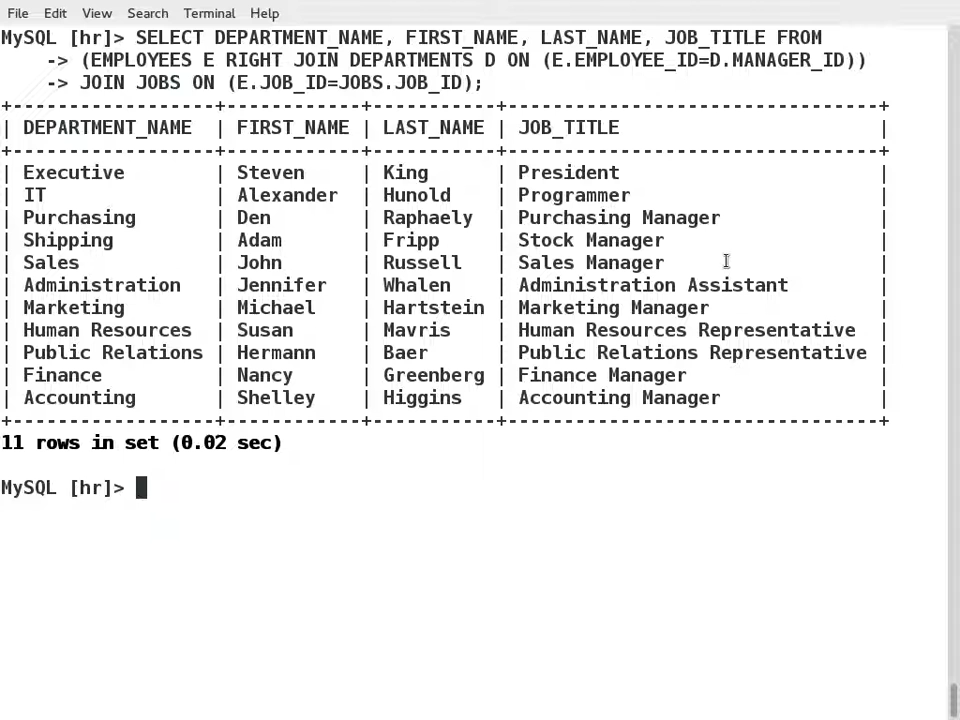 File Edit View Search Terminal Help
MySQL [hr]> SELECT DEPARTMENT_NAME, FIRST_NAME, LAST_NAME, JOB_TITLE FROM
    -> (EMPLOYEES E RIGHT JOIN DEPARTMENTS D ON (E.EMPLOYEE_ID=D.MANAGER_ID))
    -> JOIN JOBS ON (E.JOB_ID=JOBS.JOB_ID);
+------------------+------------+-----------+---------------------------------+
| DEPARTMENT_NAME  | FIRST_NAME | LAST_NAME | JOB_TITLE                       |
+------------------+------------+-----------+---------------------------------+
| Executive        | Steven     | King      | President                       |
| IT               | Alexander  | Hunold    | Programmer                      |
| Purchasing       | Den        | Raphaely  | Purchasing Manager              |
| Shipping         | Adam       | Fripp     | Stock Manager                   |
| Sales            | John       | Russell   | Sales Manager                   |
| Administration   | Jennifer   | Whalen    | Administration Assistant        |
| Marketing        | Michael    | Hartstein | Marketing Manager               |
| Human Resources  | Susan      | Mavris    | Human Resources Representative  |
| Public Relations | Hermann    | Baer      | Public Relations Representative |
| Finance          | Nancy      | Greenberg | Finance Manager                 |
| Accounting       | Shelley    | Higgins   | Accounting Manager              |
+------------------+------------+-----------+---------------------------------+
11 rows in set (0.02 sec)
MySQL [hr]>